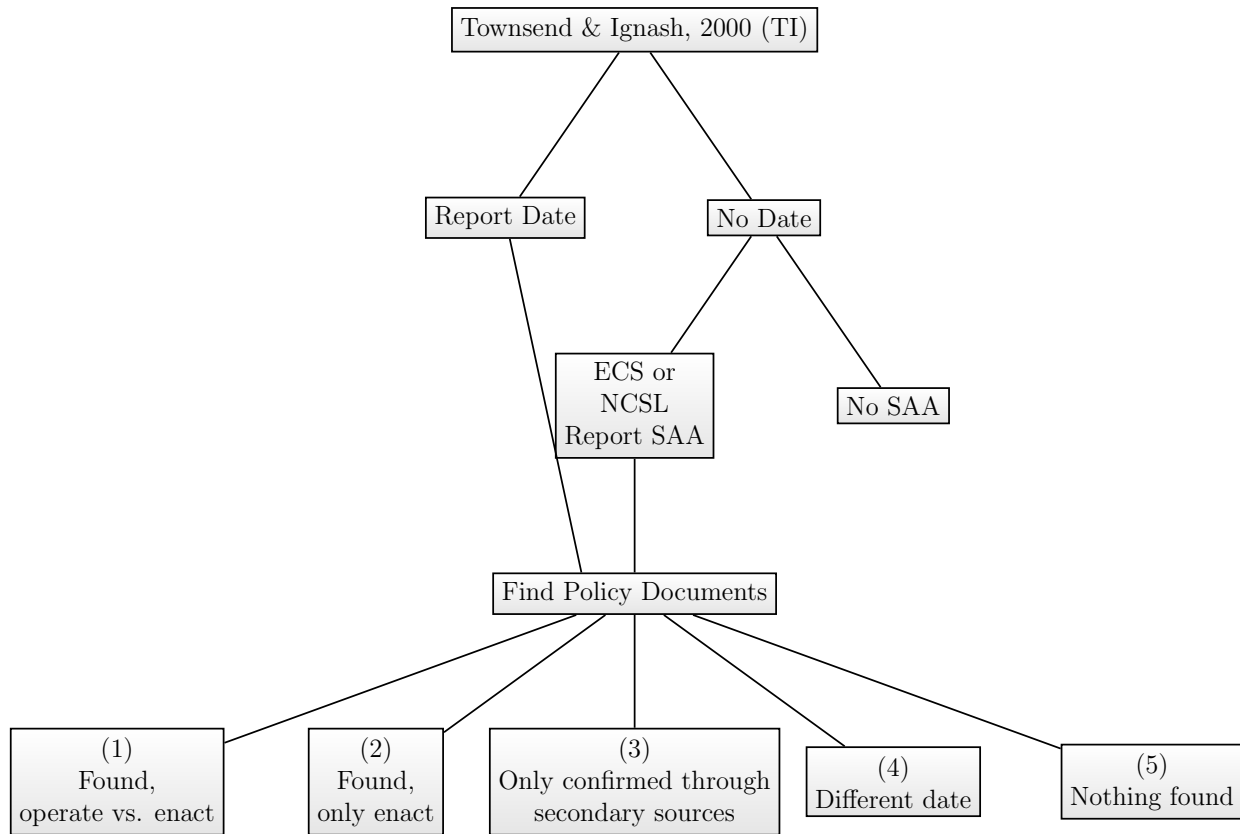 Townsend & Ignash, 2000 (TI)
Report Date
No Date
ECS or
NCSL
Report SAA
No SAA
Find Policy Documents
(1)
Found,
operate vs. enact
(2)
Found,
only enact
(3)
Only confirmed through
secondary sources
(4)
Different date
(5)
Nothing found